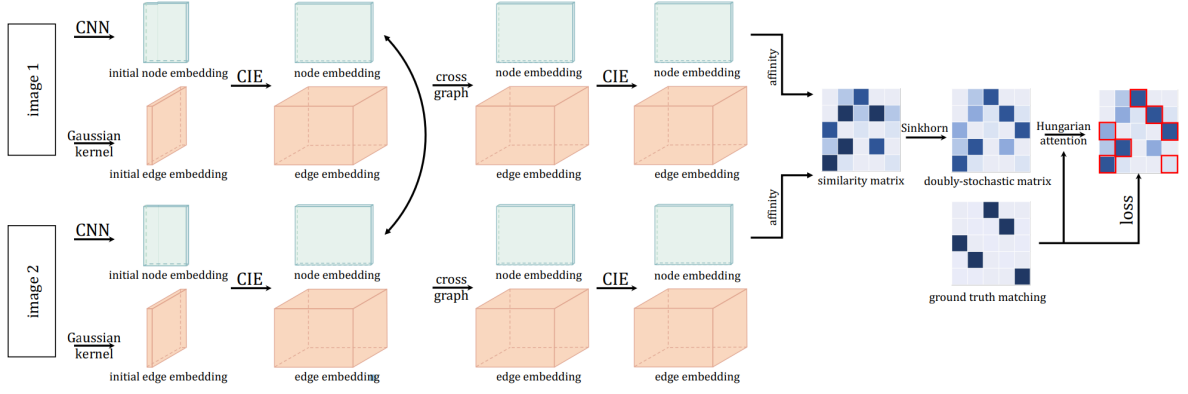 image 1
CNN
initial node embedding
Gaussian
kernel
initial edge embedding
CIE
node embedding
edge embedding
cross
graph
node embedding
edge embedding
CIE
node embedding
edge embedding
affinity
image 2
CNN
initial node embedding
Gaussian
kernel
initial edge embedding
CIE
node embedding
edge embedding
cross
graph
node embedding
edge embedding
CIE
node embedding
edge embedding
affinity
similarity matrix
Sinkhorn
doubly-stochastic matrix
Hungarian
attention
loss
ground truth matching